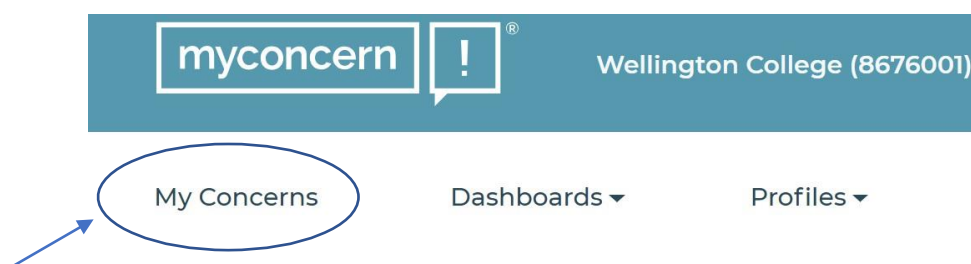 myconcern ! ®
Wellington College (8676001)
My Concerns Dashboards Profiles